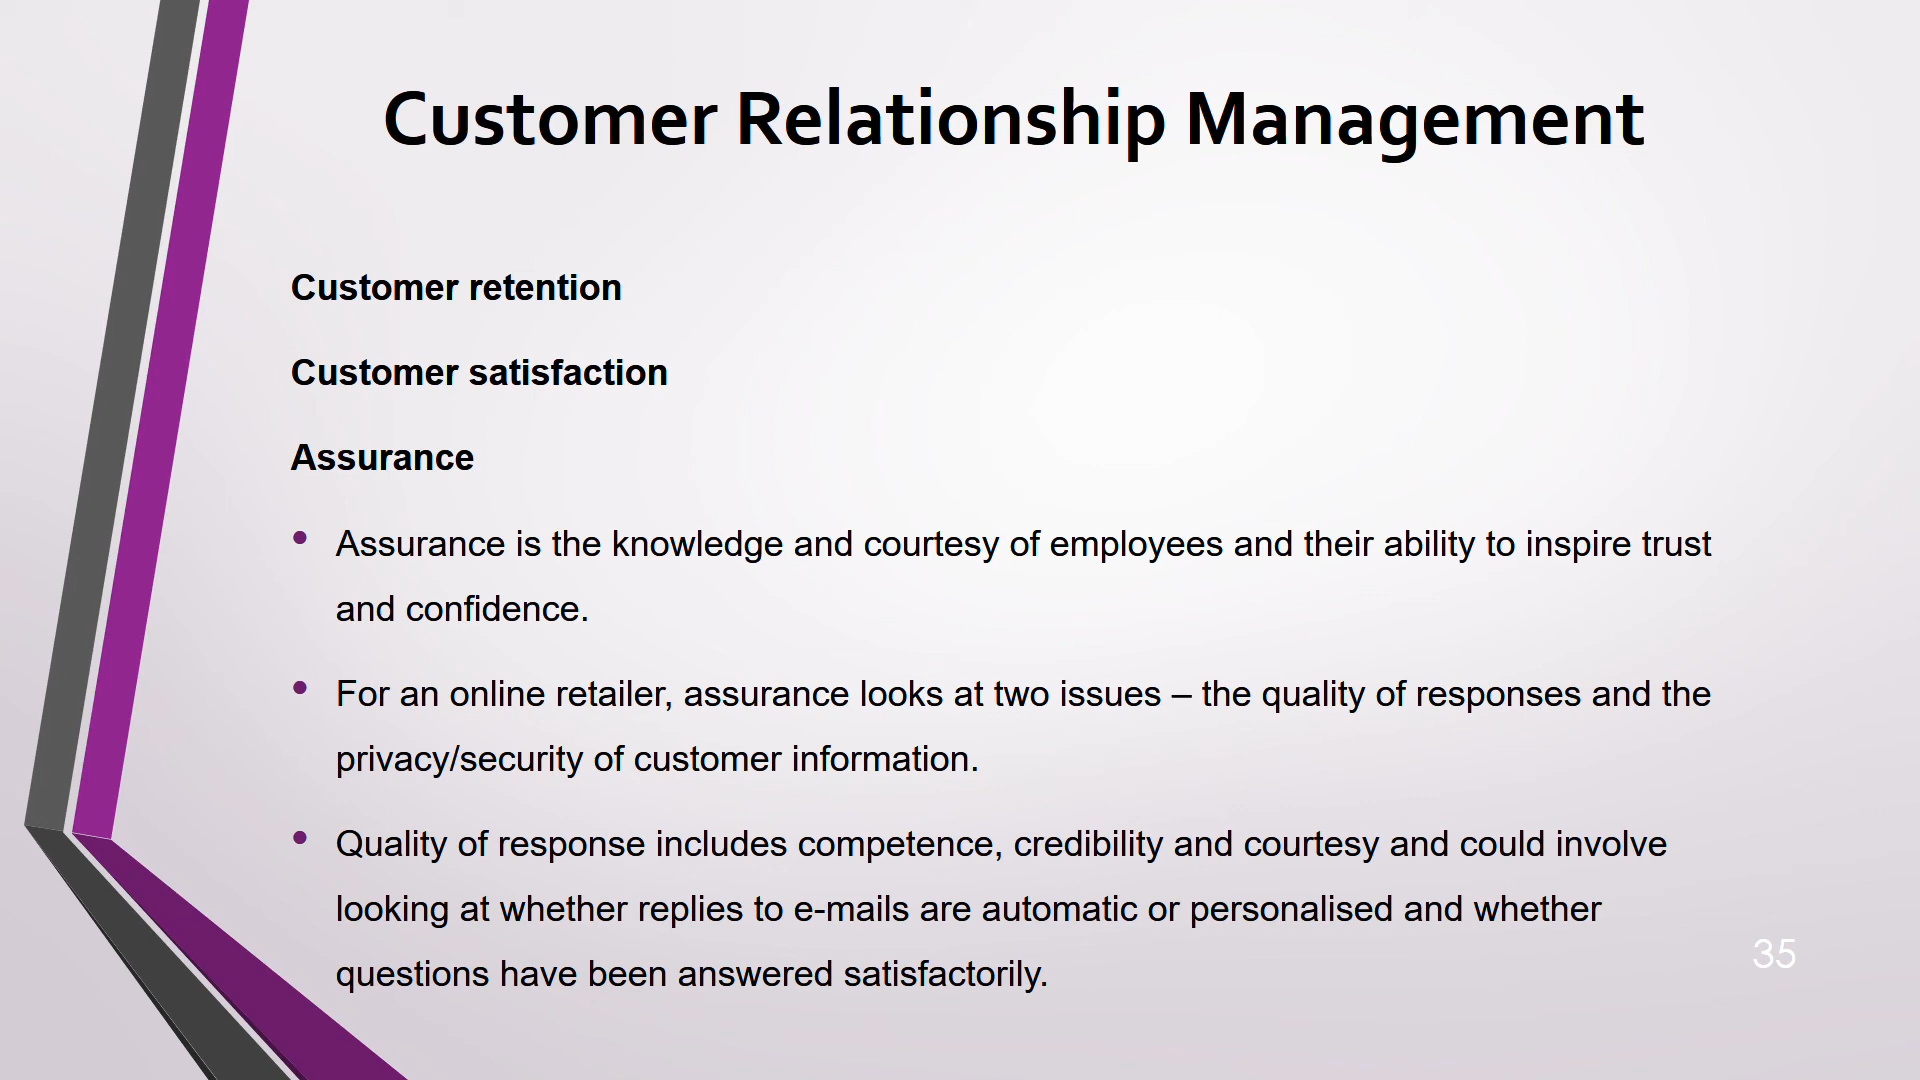 Customer Relationship Management
Customer retention
Customer satisfaction
Assurance
• Assurance is the knowledge and courtesy of employees and their ability to inspire trust
and confidence.
• For an online retailer, assurance looks at two issues – the quality of responses and the
privacy/security of customer information.
• Quality of response includes competence, credibility and courtesy and could involve
looking at whether replies to e-mails are automatic or personalised and whether
questions have been answered satisfactorily.
35